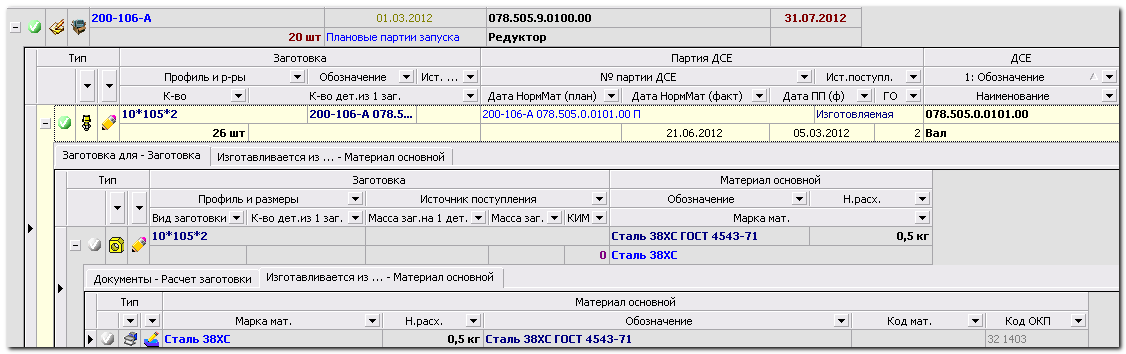 200-106-А 01.03.2012 078.505.9.0100.00 31.07.2012
20 шт Плановые партии запуска Редуктор
Тип Заготовка Партия ДСЕ ДСЕ
Профиль и р-ры Обозначение Ист. ... № партии ДСЕ Ист.поступл. 1: Обозначение
К-во К-во дет.из 1 заг. Дата НормМат (план) Дата НормМат (факт) Дата ПП (ф) ГО Наименование
10*105*2 200-106-А 078.5... 200-106-А 078.505.0.0101.00 П Изготовляемая 078.505.0.0101.00
26 шт 21.06.2012 05.03.2012 2 Вал
Заготовка для - Заготовка Изготавливается из ... - Материал основной
Тип Заготовка Материал основной
Профиль и размеры Источник поступления Обозначение Н.расх.
Вид заготовки К-во дет.из 1 заг. Масса заг.на 1 дет. Масса заг. КИМ Марка мат.
10*105*2 Сталь 38ХС ГОСТ 4543-71 0,5 кг
0 Сталь 38ХС
Документы - Расчет заготовки Изготавливается из ... - Материал основной
Тип Материал основной
Марка мат. Н.расх. Обозначение Код мат. Код ОКП
Сталь 38ХС 0,5 кг Сталь 38ХС ГОСТ 4543-71 32 1403